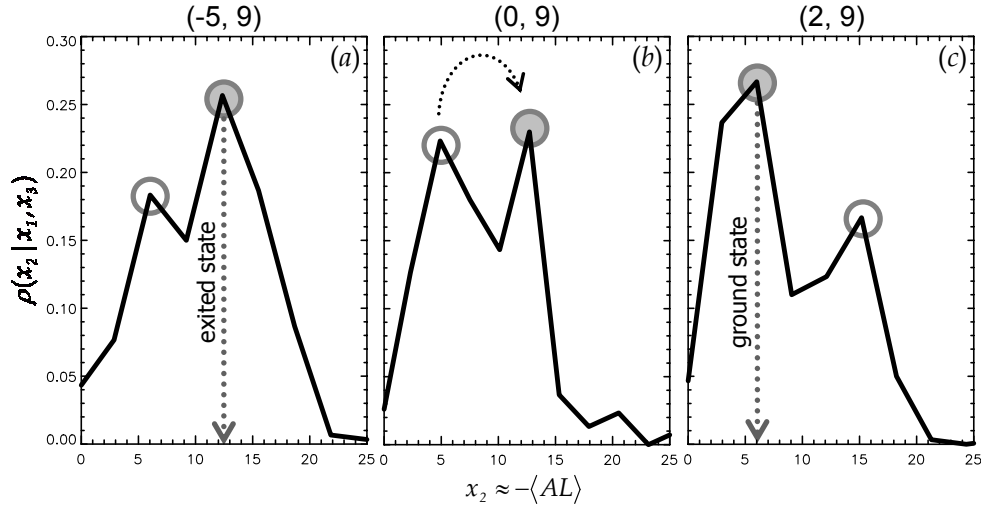 (-5, 9) (0, 9) (2, 9)
0.30 (a) (b) (c)
0.25
0.20
0.15
0.10
0.05
0.00
ρ(x₂ | x₁, x₃)
exited state
ground state
0 5 10 15 20 25 0 5 10 15 20 25 0 5 10 15 20 25
x₂ ≈ -⟨AL⟩